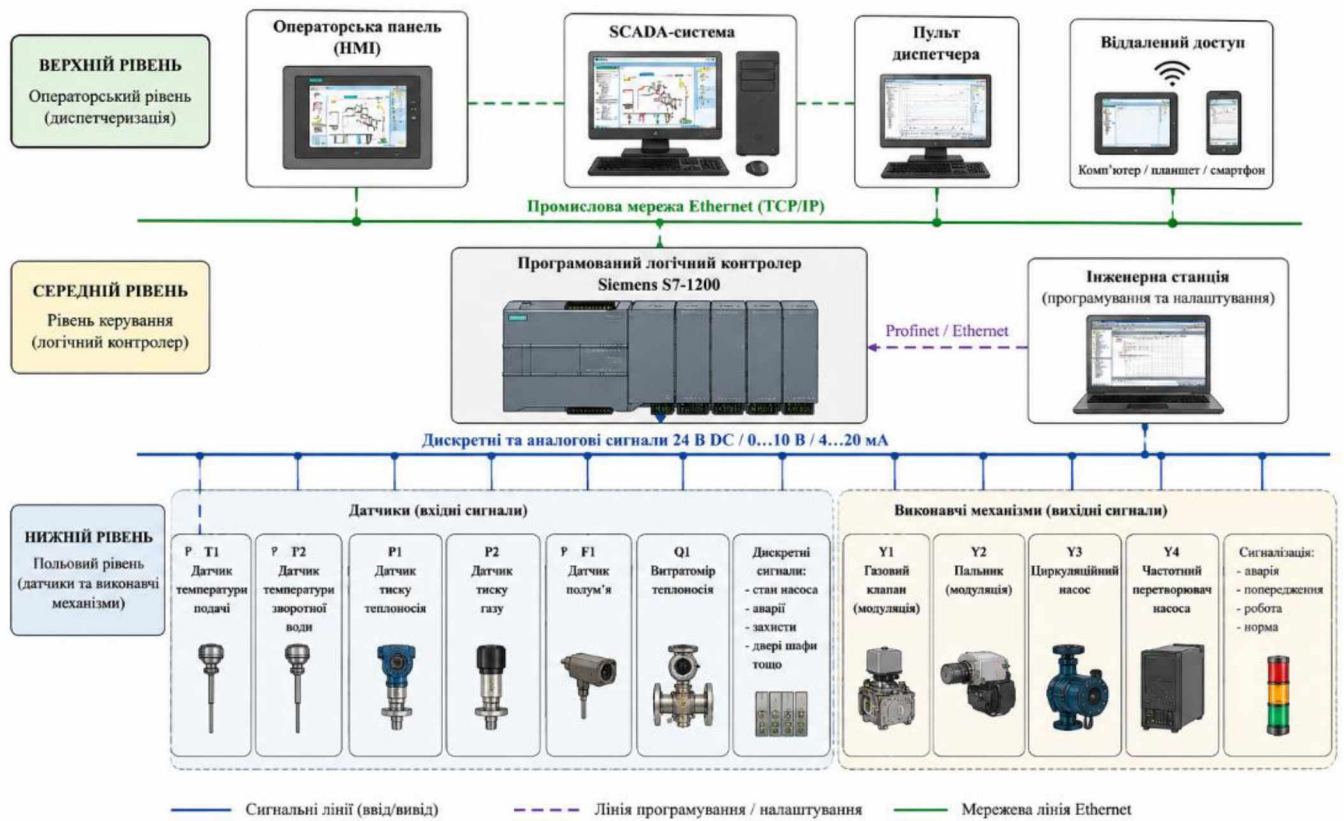 Операторська панель
(HMI)
SCADA-система
Пульт
диспетчера
Віддалений доступ
ВЕРХНІЙ РІВЕНЬ
Операторський рівень
(диспетчеризація)
Комп’ютер / планшет / смартфон
Промислова мережа Ethernet (TCP/IP)
СЕРЕДНІЙ РІВЕНЬ
Рівень керування
(логічний контролер)
Програмований логічний контролер
Siemens S7-1200
Profinet / Ethernet
Інженерна станція
(програмування та налаштування)
Дискретні та аналогові сигнали 24 В DC / 0…10 В / 4…20 мА
НИЖНІЙ РІВЕНЬ
Польовий рівень
(датчики та виконавчі
механізми)
Датчики (вхідні сигнали)
P T1
Датчик
температури
подачі
P P2
Датчик
температури
зворотної
води
P1
Датчик
тиску
теплоносія
P2
Датчик
тиску
газу
P F1
Датчик
полум’я
Q1
Витратомір
теплоносія
Дискретні
сигнали:
- стан насоса
- аварії
- захисти
- двері шафи
тощо
Виконавчі механізми (вихідні сигнали)
Y1
Газовий
клапан
(модуляція)
Y2
Пальник
(модуляція)
Y3
Циркуляційний
насос
Y4
Частотний
перетворювач
насоса
Сигналізація:
- аварія
- попередження
- робота
- норма
Сигнальні лінії (ввід/вивід)
Лінія програмування / налаштування
Мережева лінія Ethernet